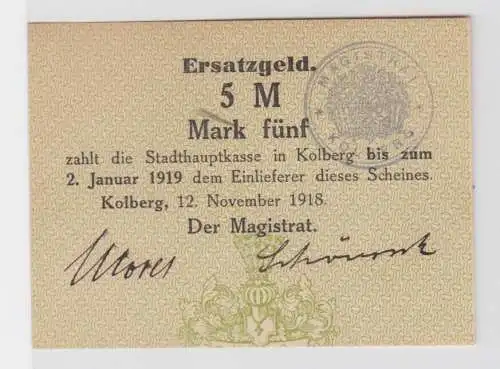 Ersatzgeld.
5 M
Mark fünf
zahlt die Stadthauptkasse in Kolberg bis zum
2. Januar 1919 dem Einlieferer dieses Scheines.
Kolberg, 12. November 1918.
Der Magistrat.